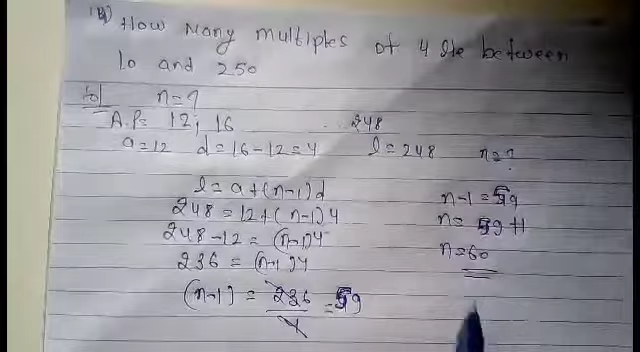 How Many multiples of 4 lie between
10 and 250
n=?
A.P= 12, 16 ... 248
a=12 d=16-12=4 l=248 n=?
l=a+(n-1)d
248=12+(n-1)4
248-12=(n-1)4
236=(n-1)4
(n-1)=236/4=59
n-1=59
n=59+1
n=60